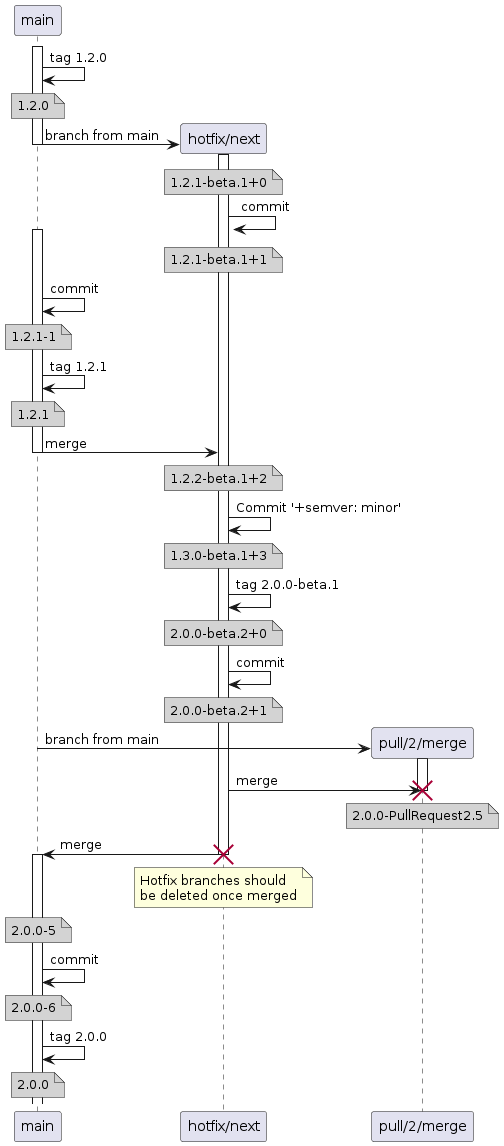 main
tag 1.2.0
1.2.0
branch from main
hotfix/next
1.2.1-beta.1+0
commit
1.2.1-beta.1+1
commit
1.2.1-1
tag 1.2.1
1.2.1
merge
1.2.2-beta.1+2
Commit '+semver: minor'
1.3.0-beta.1+3
tag 2.0.0-beta.1
2.0.0-beta.2+0
commit
2.0.0-beta.2+1
branch from main
pull/2/merge
merge
2.0.0-PullRequest2.5
merge
Hotfix branches should
be deleted once merged
2.0.0-5
commit
2.0.0-6
tag 2.0.0
2.0.0
main
hotfix/next
pull/2/merge